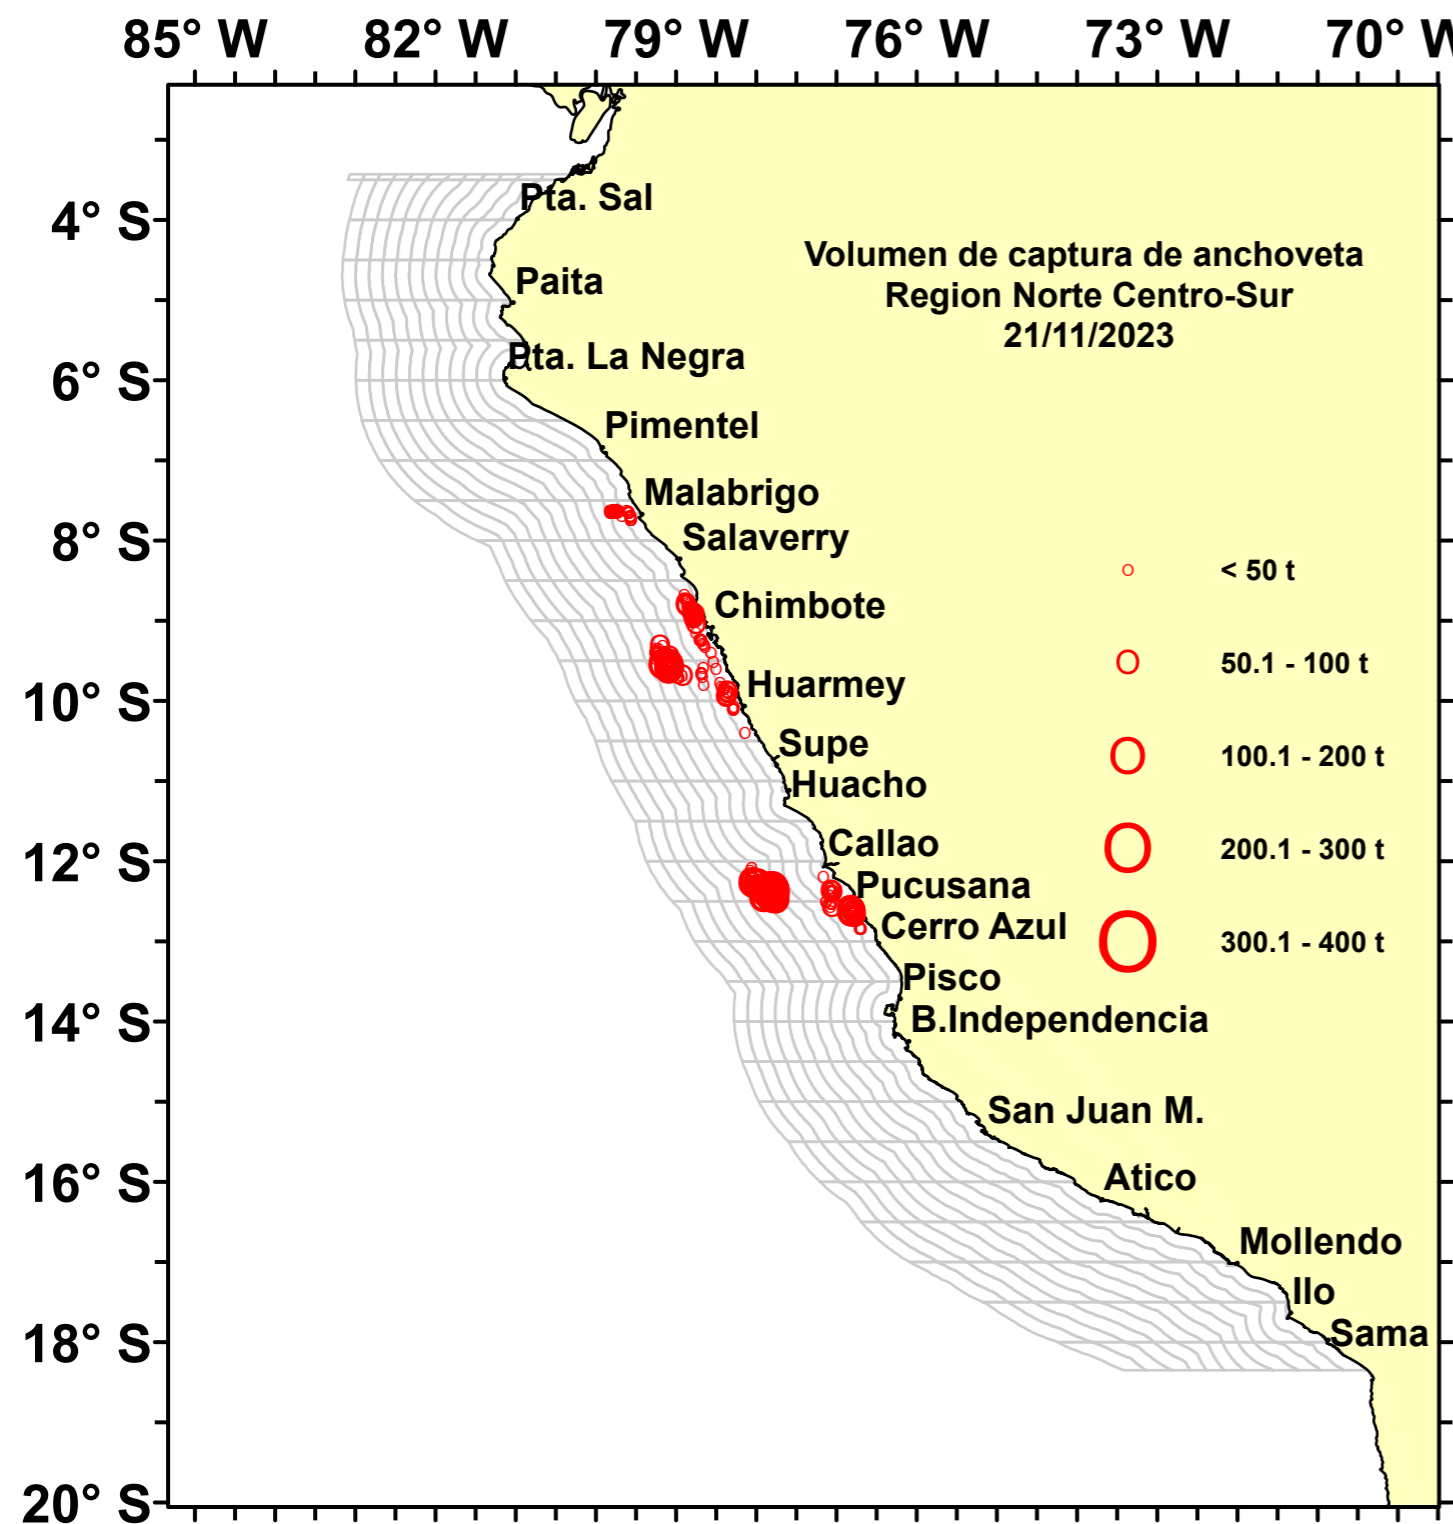 85° W 82° W 79° W 76° W 73° W 70° W
Pta. Sal
4° S
Volumen de captura de anchoveta
Region Norte Centro-Sur
21/11/2023
Paita
Pta. La Negra
6° S
Pimentel
Malabrigo
Salaverry
8° S
< 50 t
Chimbote
50.1 - 100 t
Huarmey
10° S
Supe
100.1 - 200 t
Huacho
Callao
200.1 - 300 t
12° S
Pucusana
Cerro Azul
300.1 - 400 t
Pisco
B.Independencia
14° S
San Juan M.
Atico
16° S
Mollendo
Ilo
Sama
18° S
20° S